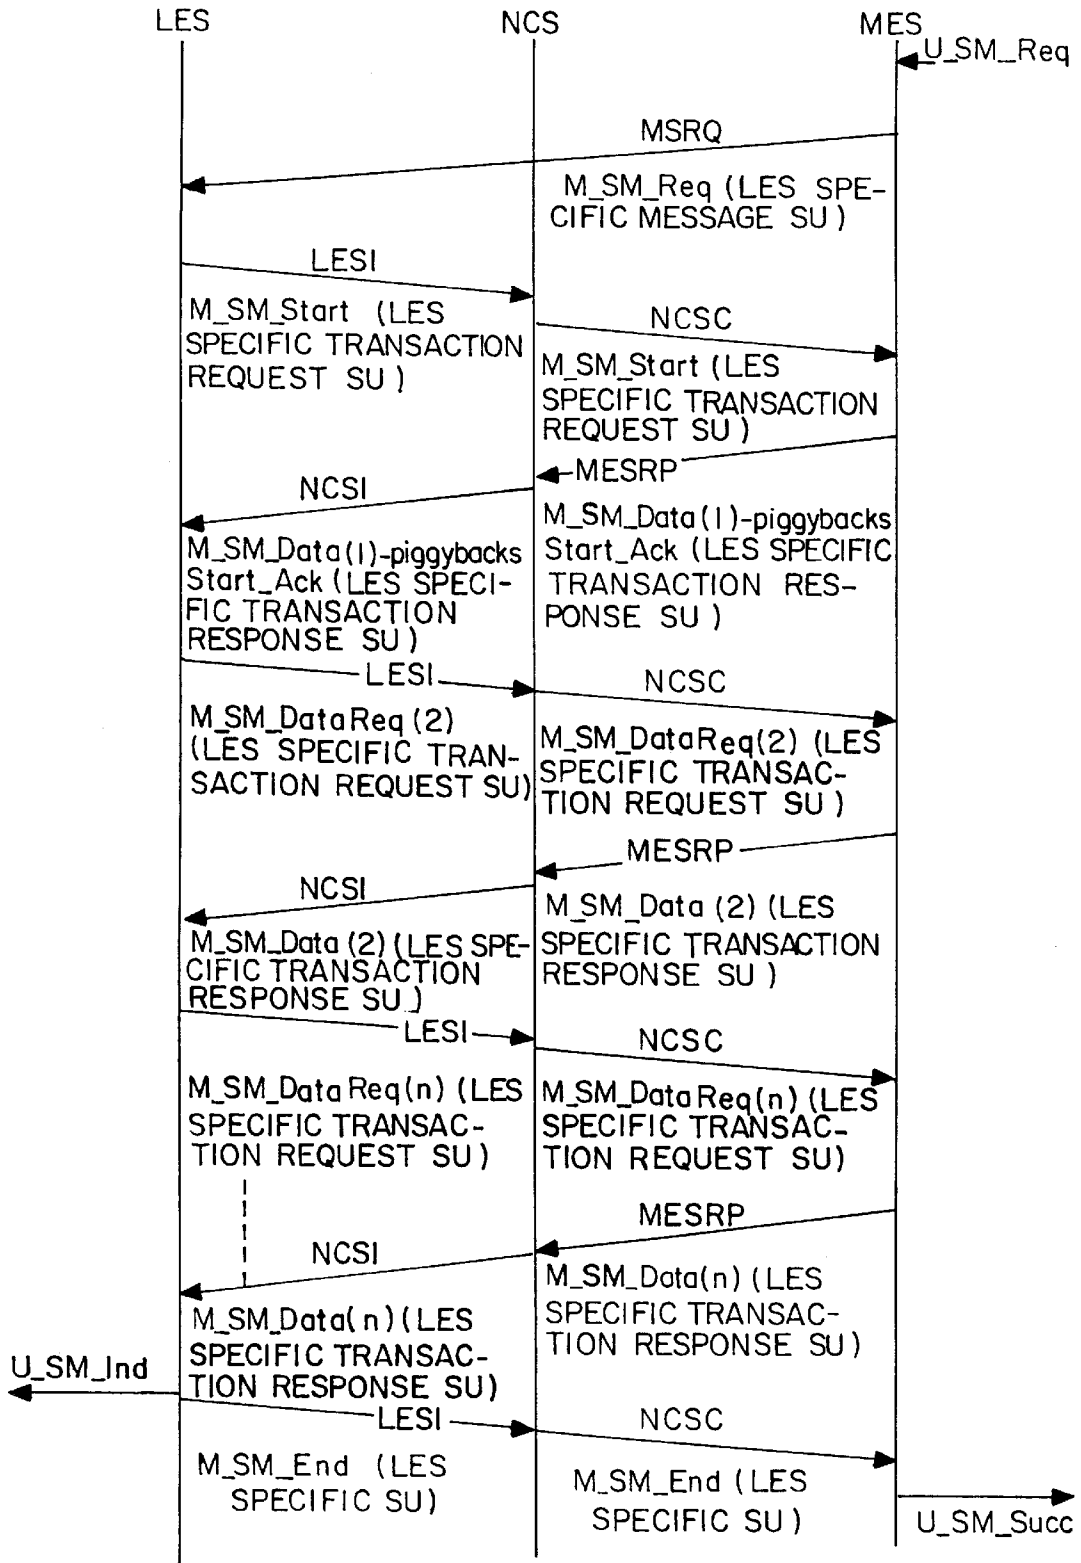 LES
NCS
MES
U_SM_Req
MSRQ
M_SM_Req (LES SPE-
CIFIC MESSAGE SU)
LESI
M_SM_Start (LES
SPECIFIC TRANSACTION
REQUEST SU)
NCSC
M_SM_Start (LES
SPECIFIC TRANSACTION
REQUEST SU)
MESRP
NCSI
M_SM_Data(1)-piggybacks
Start_Ack (LES SPECIFIC
TRANSACTION RES-
PONSE SU)
M_SM_Data(1)-piggybacks
Start_Ack (LES SPECI-
FIC TRANSACTION
RESPONSE SU)
LESI
NCSC
M_SM_DataReq(2)
(LES SPECIFIC TRAN-
SACTION REQUEST SU)
M_SM_DataReq(2) (LES
SPECIFIC TRANSAC-
TION REQUEST SU)
MESRP
NCSI
M_SM_Data (2) (LES
SPECIFIC TRANSACTION
RESPONSE SU)
M_SM_Data (2) (LES SPE-
CIFIC TRANSACTION
RESPONSE SU)
LESI
NCSC
M_SM_DataReq(n) (LES
SPECIFIC TRANSAC-
TION REQUEST SU)
M_SM_DataReq(n) (LES
SPECIFIC TRANSAC-
TION REQUEST SU)
MESRP
NCSI
M_SM_Data(n) (LES
SPECIFIC TRANSAC-
TION RESPONSE SU)
M_SM_Data(n) (LES
SPECIFIC TRANSAC-
TION RESPONSE SU)
U_SM_Ind
LESI
NCSC
M_SM_End (LES
SPECIFIC SU)
M_SM_End (LES
SPECIFIC SU)
U_SM_Succ